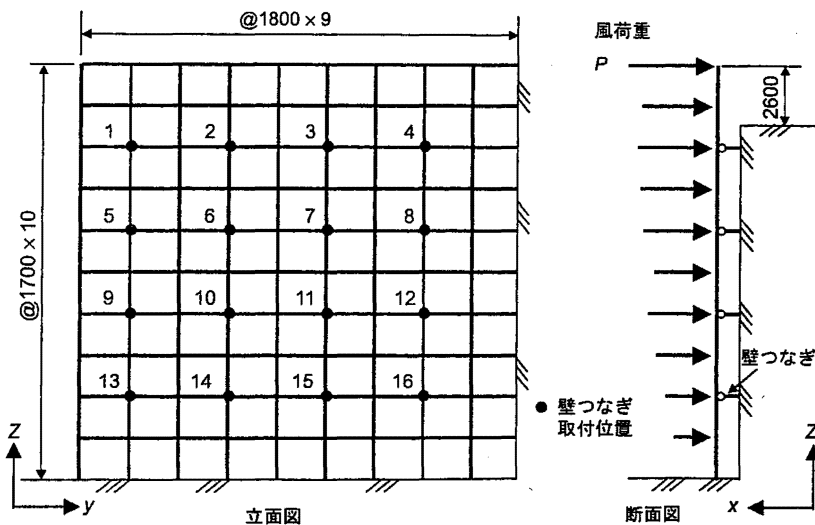 @1800×9
風荷重
P
2600
1 2 3 4
5 6 7 8
@1700×10
9 10 11 12
壁つなぎ
13 14 15 16
● 壁つなぎ
取付位置
Z
y
立面図
断面図
Z
x